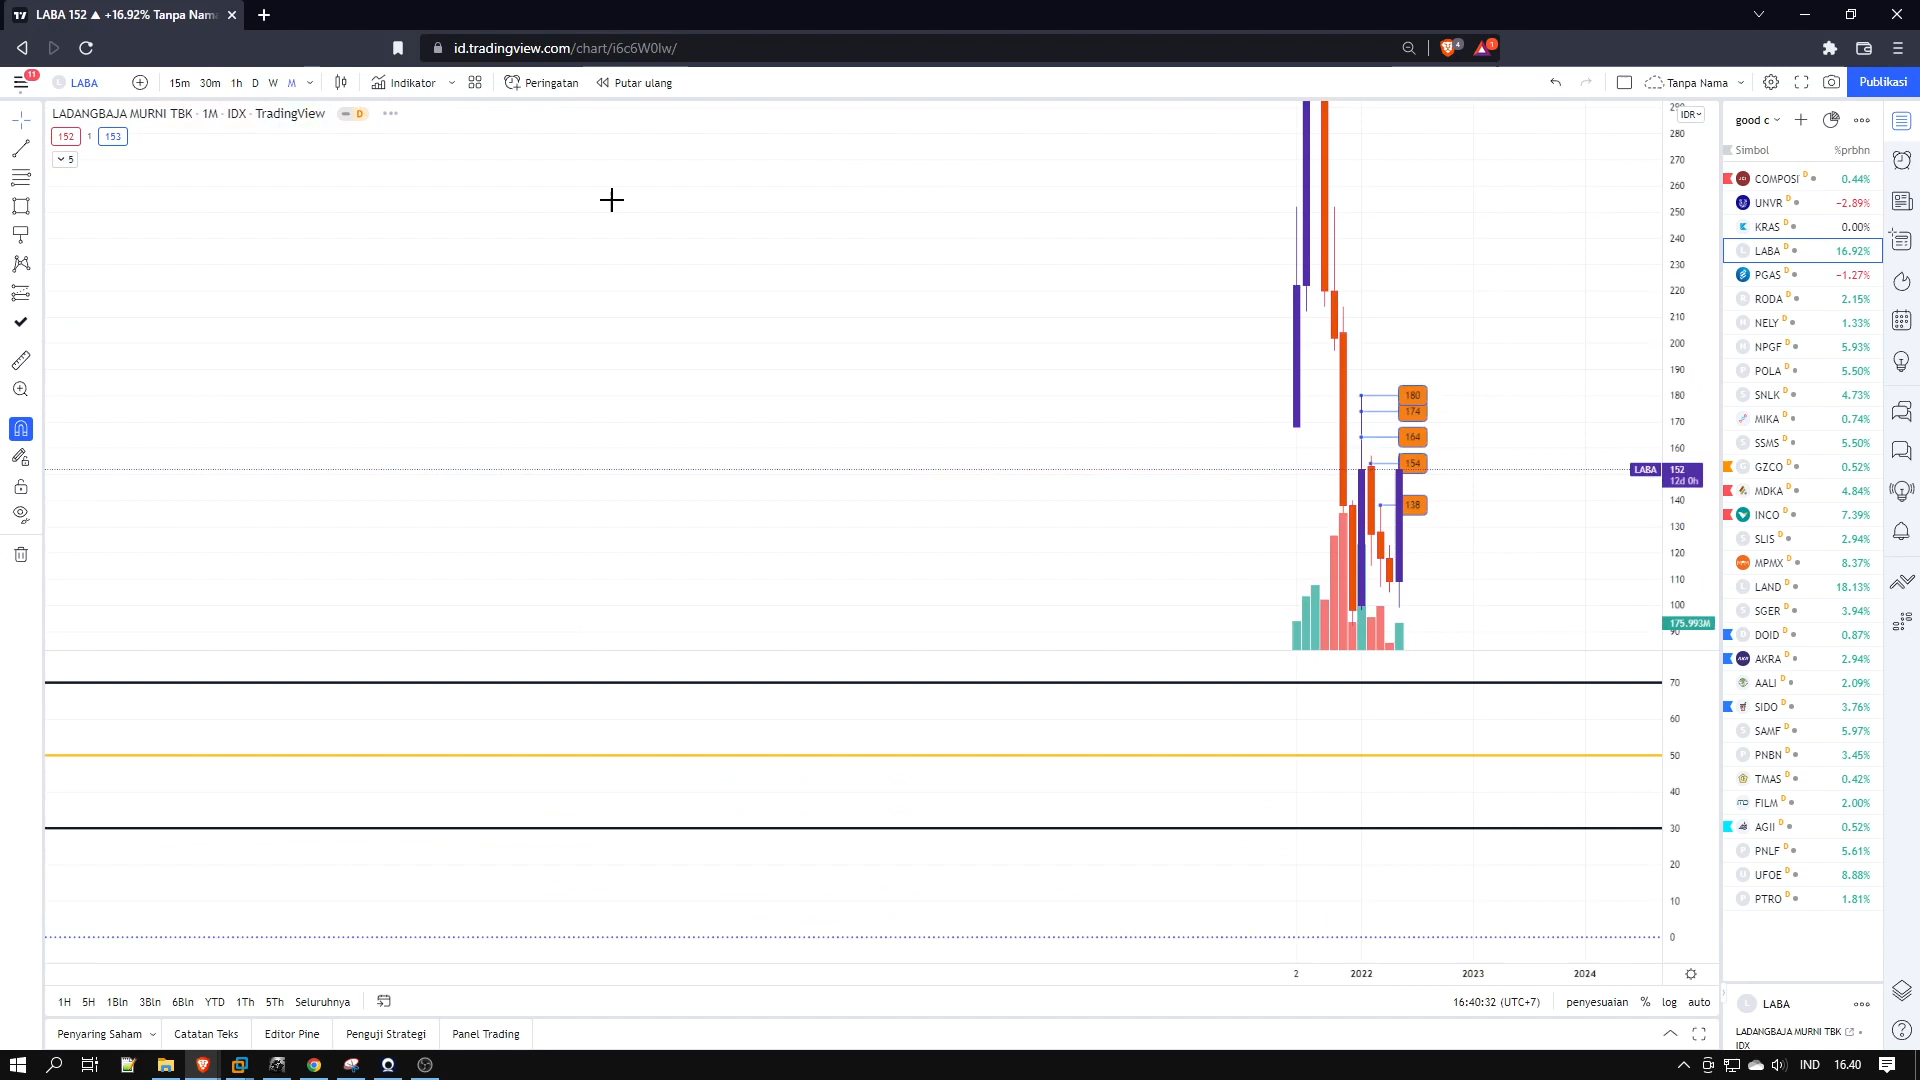 LABA 152 ▲ +16.92% Tanpa Nam
id.tradingview.com/chart/i6c6W0lw/
4
1
11
LABA
15m 30m 1h D W M
Indikator
Peringatan
Putar ulang
Tanpa Nama
Publikasi
LADANGBAJA MURNI TBK · 1M · IDX · TradingView
D
152 1 153
5
IDR
290
280
270
260
250
240
230
220
210
200
190
180
170
160
140
130
120
110
100
90
180
174
164
154
138
LABA 152
12d 0h
175.993M
70
60
50
40
30
20
10
0
2 2022 2023 2024
1H 5H 1Bln 3Bln 6Bln YTD 1Th 5Th Seluruhnya
16:40:32 (UTC+7) penyesuaian % log auto
Penyaring Saham Catatan Teks Editor Pine Penguji Strategi Panel Trading
good c
Simbol %prbhn
COMPOSI D 0.44%
UNVR D −2.89%
KRAS D 0.00%
LABA D 16.92%
PGAS D −1.27%
RODA D 2.15%
NELY D 1.33%
NPGF D 5.93%
POLA D 5.50%
SNLK D 4.73%
MIKA D 0.74%
SSMS D 5.50%
GZCO D 0.52%
MDKA D 4.84%
INCO D 7.39%
SLIS D 2.94%
MPMX D 8.37%
LAND D 18.13%
SGER D 3.94%
DOID D 0.87%
AKRA D 2.94%
AALI D 2.09%
SIDO D 3.76%
SAMF D 5.97%
PNBN D 3.45%
TMAS D 0.42%
FILM D 2.00%
AGII D 0.52%
PNLF D 5.61%
UFOE D 8.88%
PTRO D 1.81%
L LABA
LADANGBAJA MURNI TBK
IDX
IND 16.40